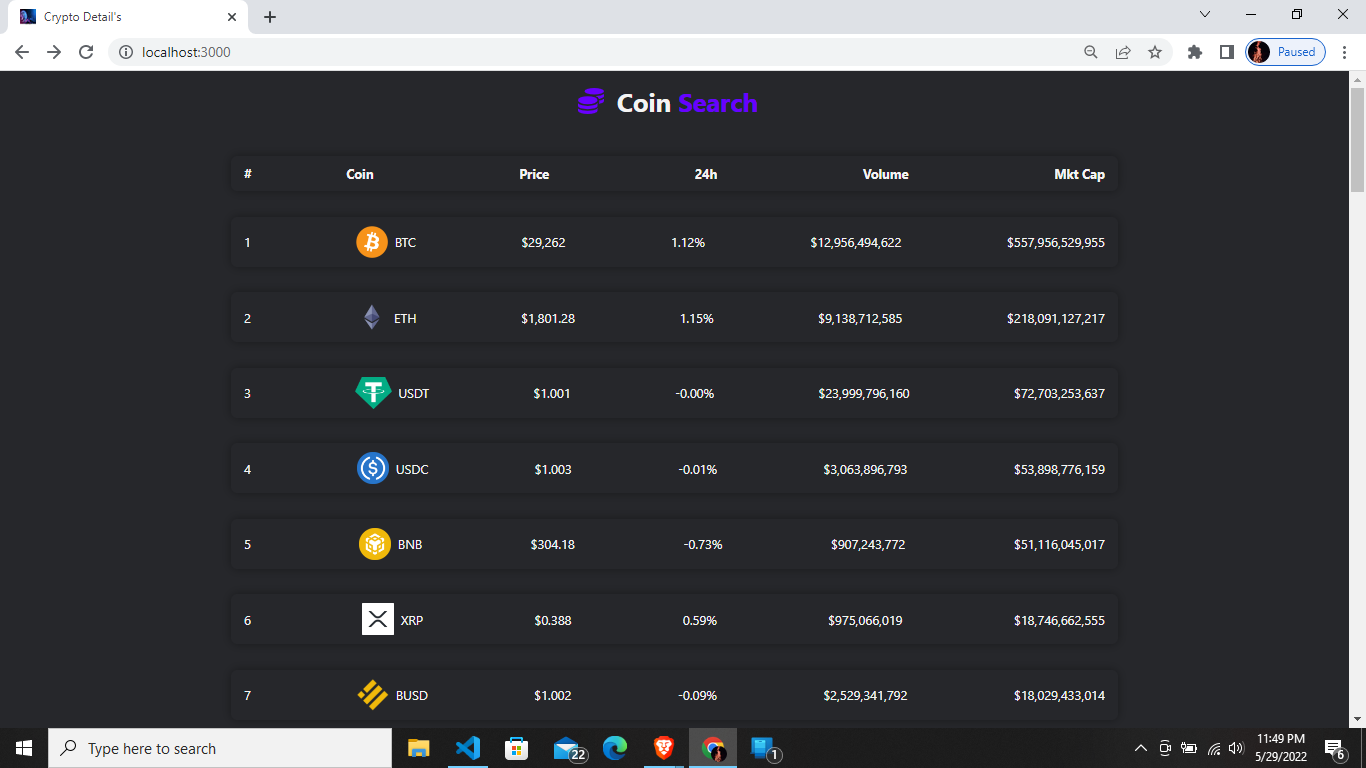 Crypto Detail's
localhost:3000
Paused
Coin Search
# Coin Price 24h Volume Mkt Cap
1 BTC $29,262 1.12% $12,956,494,622 $557,956,529,955
2 ETH $1,801.28 1.15% $9,138,712,585 $218,091,127,217
3 USDT $1.001 -0.00% $23,999,796,160 $72,703,253,637
4 USDC $1.003 -0.01% $3,063,896,793 $53,898,776,159
5 BNB $304.18 -0.73% $907,243,772 $51,116,045,017
6 XRP $0.388 0.59% $975,066,019 $18,746,662,555
7 BUSD $1.002 -0.09% $2,529,341,792 $18,029,433,014
Type here to search
22
1
11:49 PM
5/29/2022
6